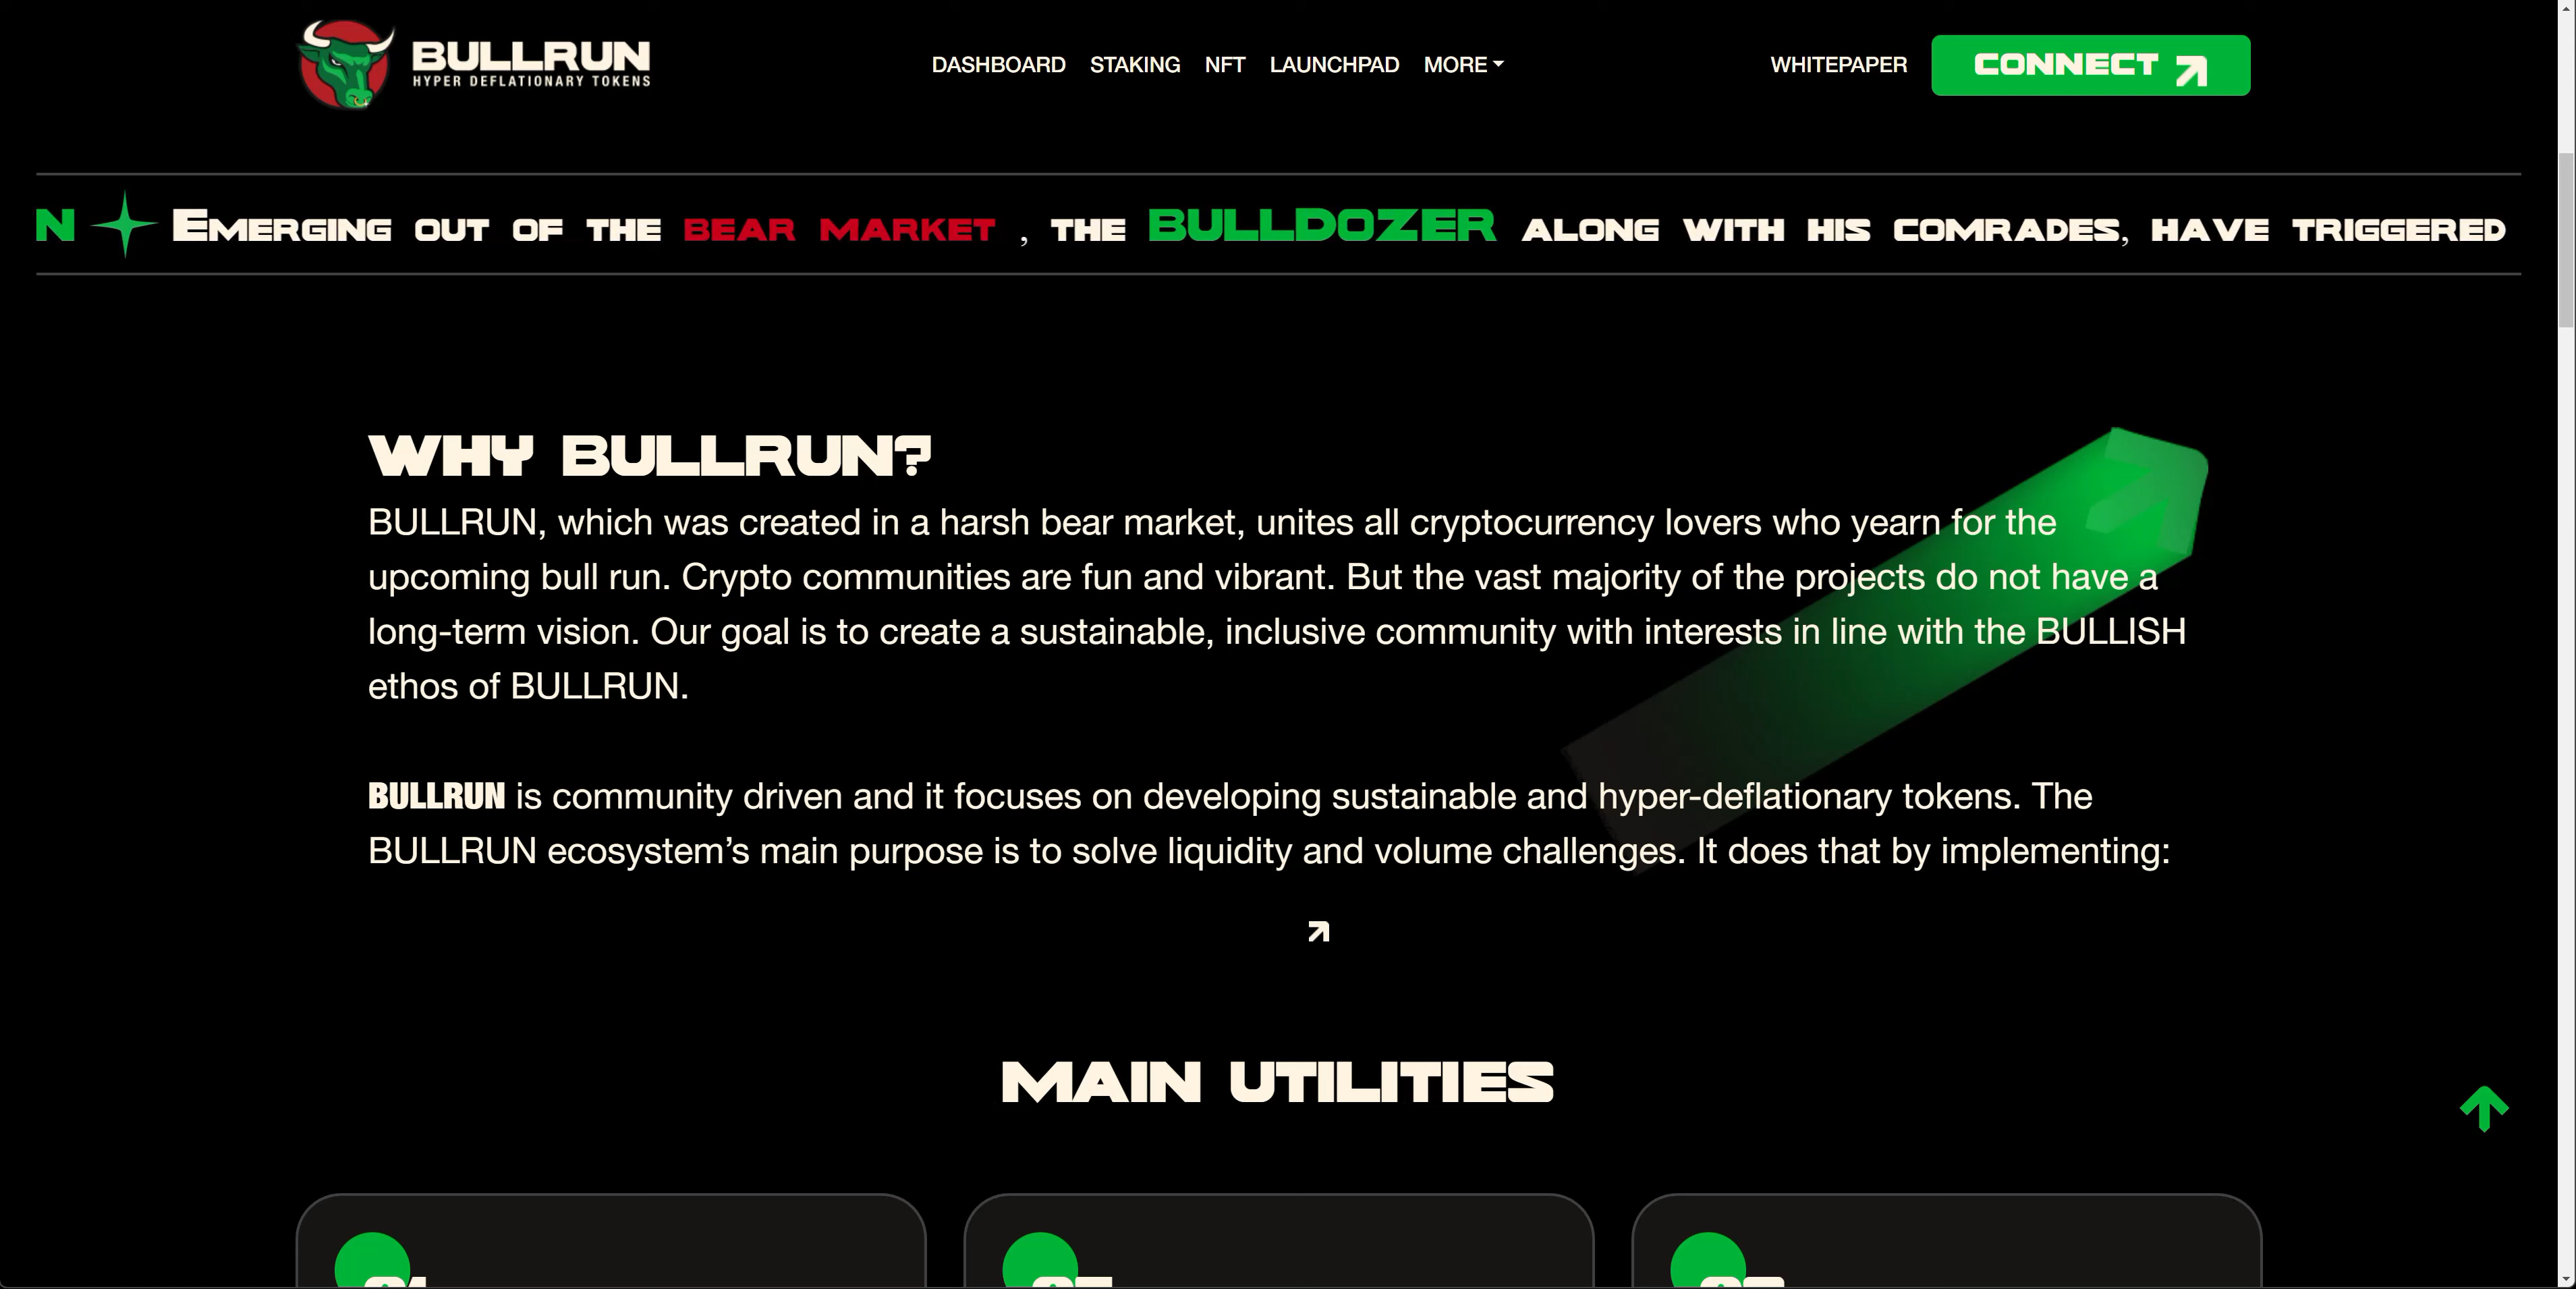 BULLRUN
HYPER DEFLATIONARY TOKENS
DASHBOARD STAKING NFT LAUNCHPAD MORE
WHITEPAPER CONNECT
N EMERGING OUT OF THE BEAR MARKET , THE BULLDOZER ALONG WITH HIS COMRADES, HAVE TRIGGERED
WHY BULLRUN?
BULLRUN, which was created in a harsh bear market, unites all cryptocurrency lovers who yearn for the
upcoming bull run. Crypto communities are fun and vibrant. But the vast majority of the projects do not have a
long-term vision. Our goal is to create a sustainable, inclusive community with interests in line with the BULLISH
ethos of BULLRUN.
BULLRUN is community driven and it focuses on developing sustainable and hyper-deflationary tokens. The
BULLRUN ecosystem’s main purpose is to solve liquidity and volume challenges. It does that by implementing:
MAIN UTILITIES